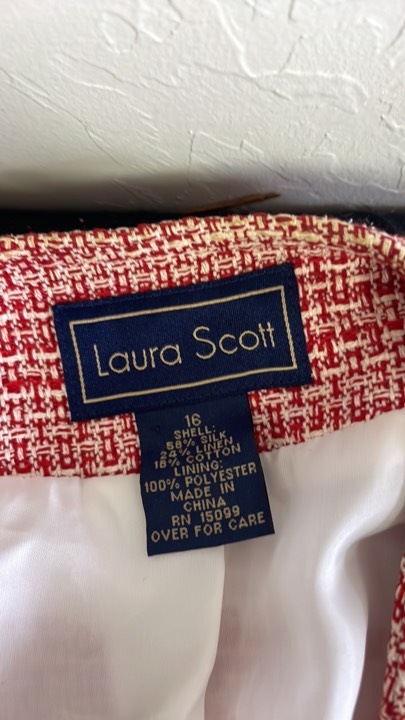 Laura Scott
16
SHELL:
58% SILK
24% LINEN
18% COTTON
LINING:
100% POLYESTER
MADE IN
CHINA
RN 15099
OVER FOR CARE